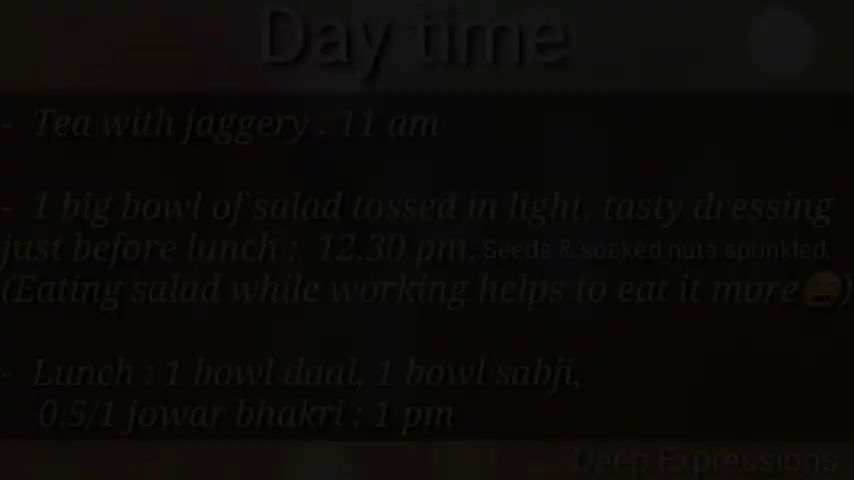 Day time
- Tea with jaggery : 11 am
- 1 big bowl of salad tossed in light, tasty dressing
just before lunch : 12.30 pm. Seeds & soaked nuts sprinkled.
(Eating salad while working helps to eat it more😄)
- Lunch : 1 bowl daal, 1 bowl sabji,
0.5/1 jowar bhakri : 1 pm
Deep Expressions